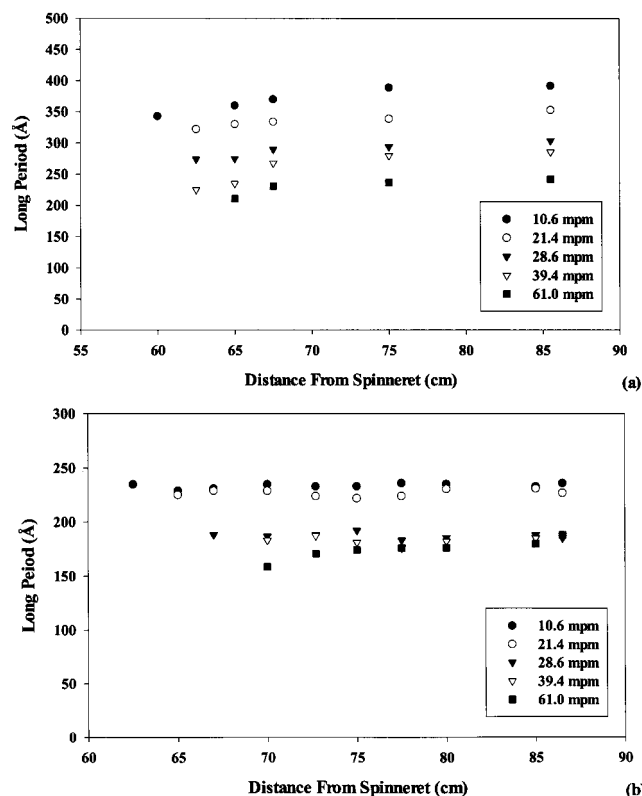 500
450
400
350
300
250
200
150
100
50
0
Long Period (Å)
10.6 mpm
21.4 mpm
28.6 mpm
39.4 mpm
61.0 mpm
55 60 65 70 75 80 85 90
Distance From Spinneret (cm)
(a)
300
250
200
150
100
50
0
Long Peiod (Å)
10.6 mpm
21.4 mpm
28.6 mpm
39.4 mpm
61.0 mpm
60 65 70 75 80 85 90
Distance From Spinneret (cm)
(b)